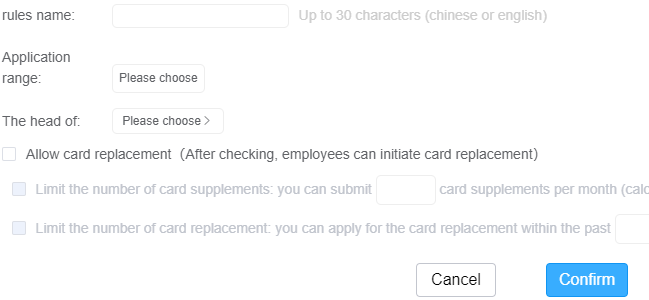 rules name:
Up to 30 characters (chinese or english)
Application
range:
Please choose
The head of:
Please choose >
Allow card replacement（After checking, employees can initiate card replacement）
Limit the number of card supplements: you can submit card supplements per month (calc
Limit the number of card replacement: you can apply for the card replacement within the past
Cancel Confirm